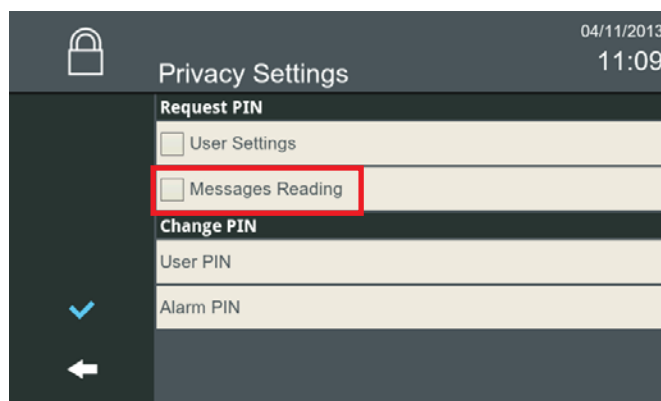 04/11/2013
11:09
Privacy Settings
Request PIN
User Settings
Messages Reading
Change PIN
User PIN
Alarm PIN